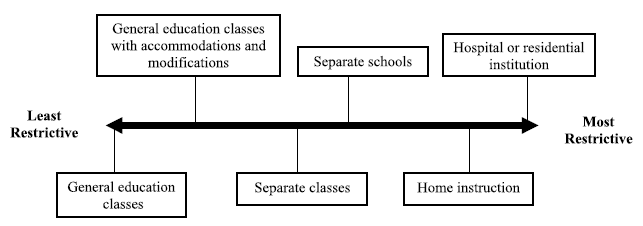 General education classes
with accommodations and
modifications
Separate schools
Hospital or residential
institution
Least
Restrictive
Most
Restrictive
General education
classes
Separate classes
Home instruction